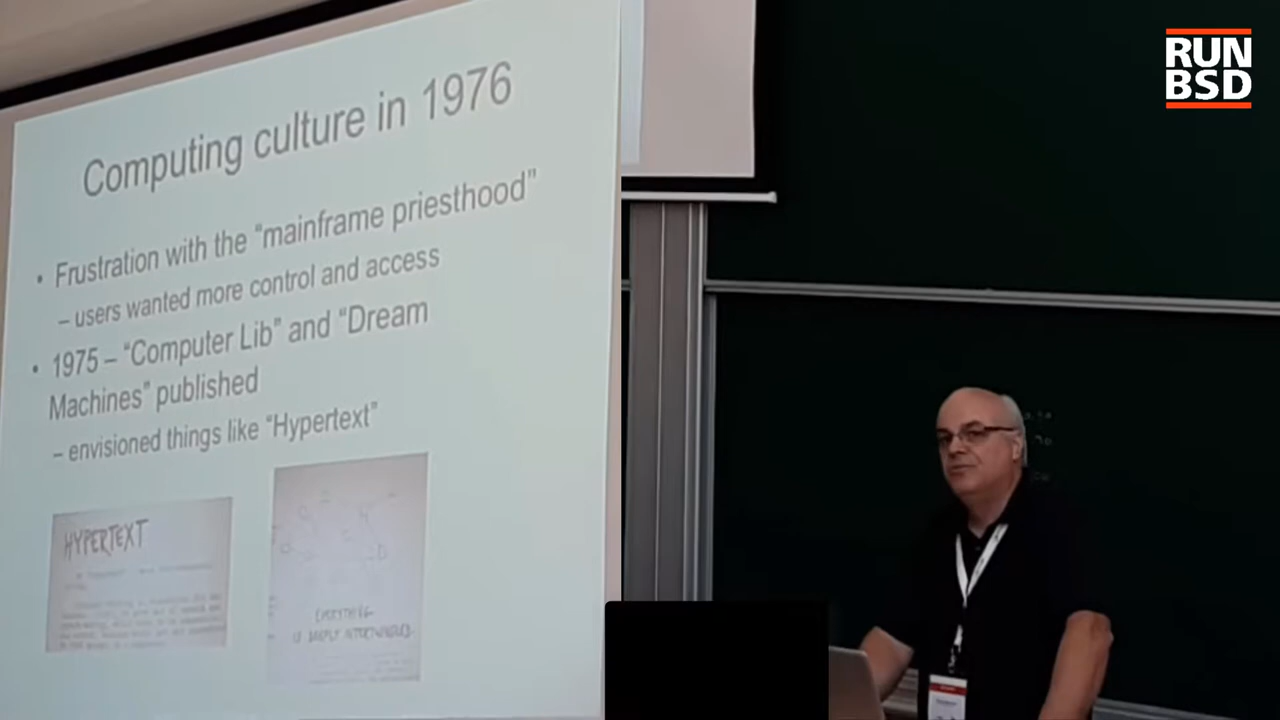 RUN
BSD
Computing culture in 1976
• Frustration with the “mainframe priesthood”
– users wanted more control and access
• 1975 – “Computer Lib” and “Dream
Machines” published
– envisioned things like “Hypertext”
HYPERTEXT
EVERYTHING
IS DEEPLY INTERTWINGLED